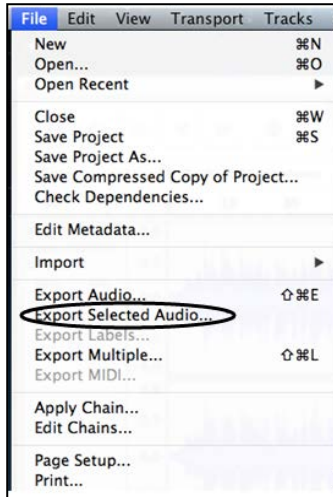 File Edit View Transport Tracks
New ⌘N
Open... ⌘O
Open Recent ▶
Close ⌘W
Save Project ⌘S
Save Project As...
Save Compressed Copy of Project...
Check Dependencies...
Edit Metadata...
Import ▶
Export Audio... ⇧⌘E
Export Selected Audio...
Export Labels...
Export Multiple... ⇧⌘L
Export MIDI...
Apply Chain...
Edit Chains...
Page Setup...
Print...